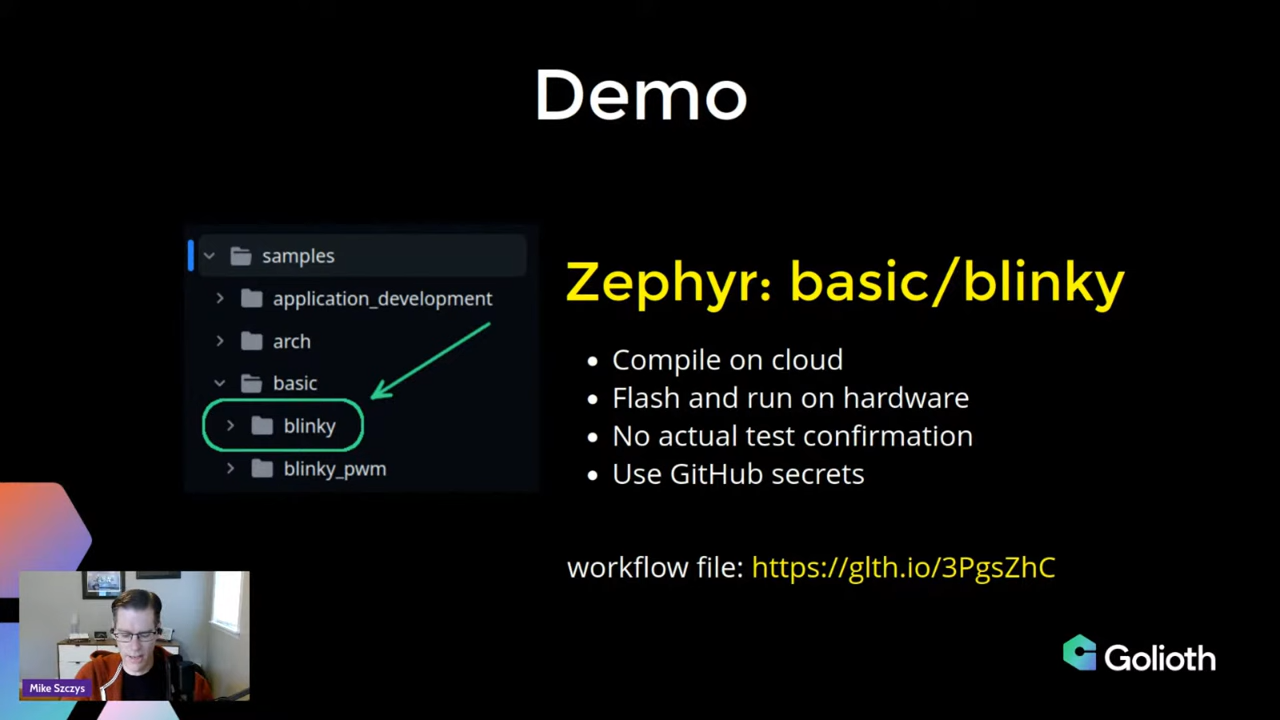 Demo
samples
application_development
arch
basic
blinky
blinky_pwm
Zephyr: basic/blinky
• Compile on cloud
• Flash and run on hardware
• No actual test confirmation
• Use GitHub secrets
workflow file: https://glth.io/3PgsZhC
Mike Szczys
Golioth